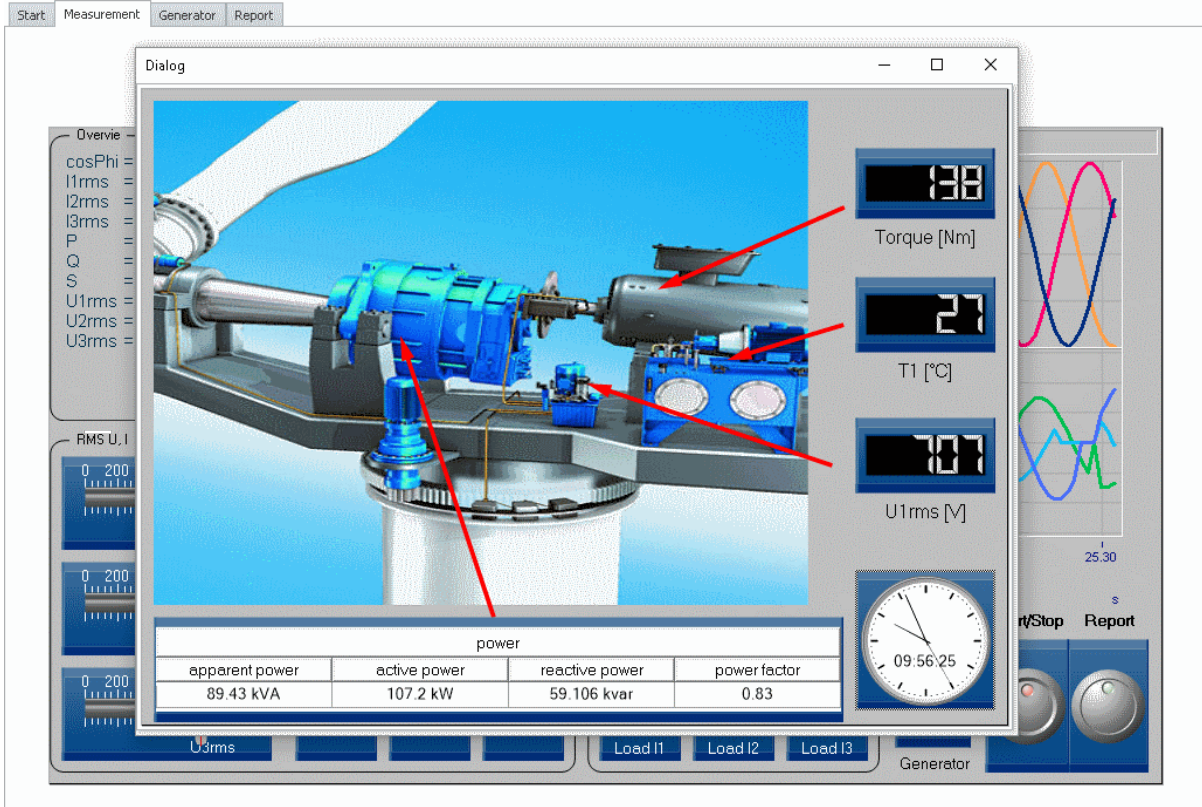 Start Measurement Generator Report
Dialog
Overvie
cosPhi =
I1rms =
I2rms =
I3rms =
P =
Q =
S =
U1rms =
U2rms =
U3rms =
138
Torque [Nm]
27
T1 [°C]
707
U1rms [V]
RMS U, I
0 200
0 200
0 200
U3rms
25.30
s
rt/Stop Report
09:56:25
power
apparent power active power reactive power power factor
89.43 kVA 107.2 kW 59.106 kvar 0.83
Load I1 Load I2 Load I3
Generator